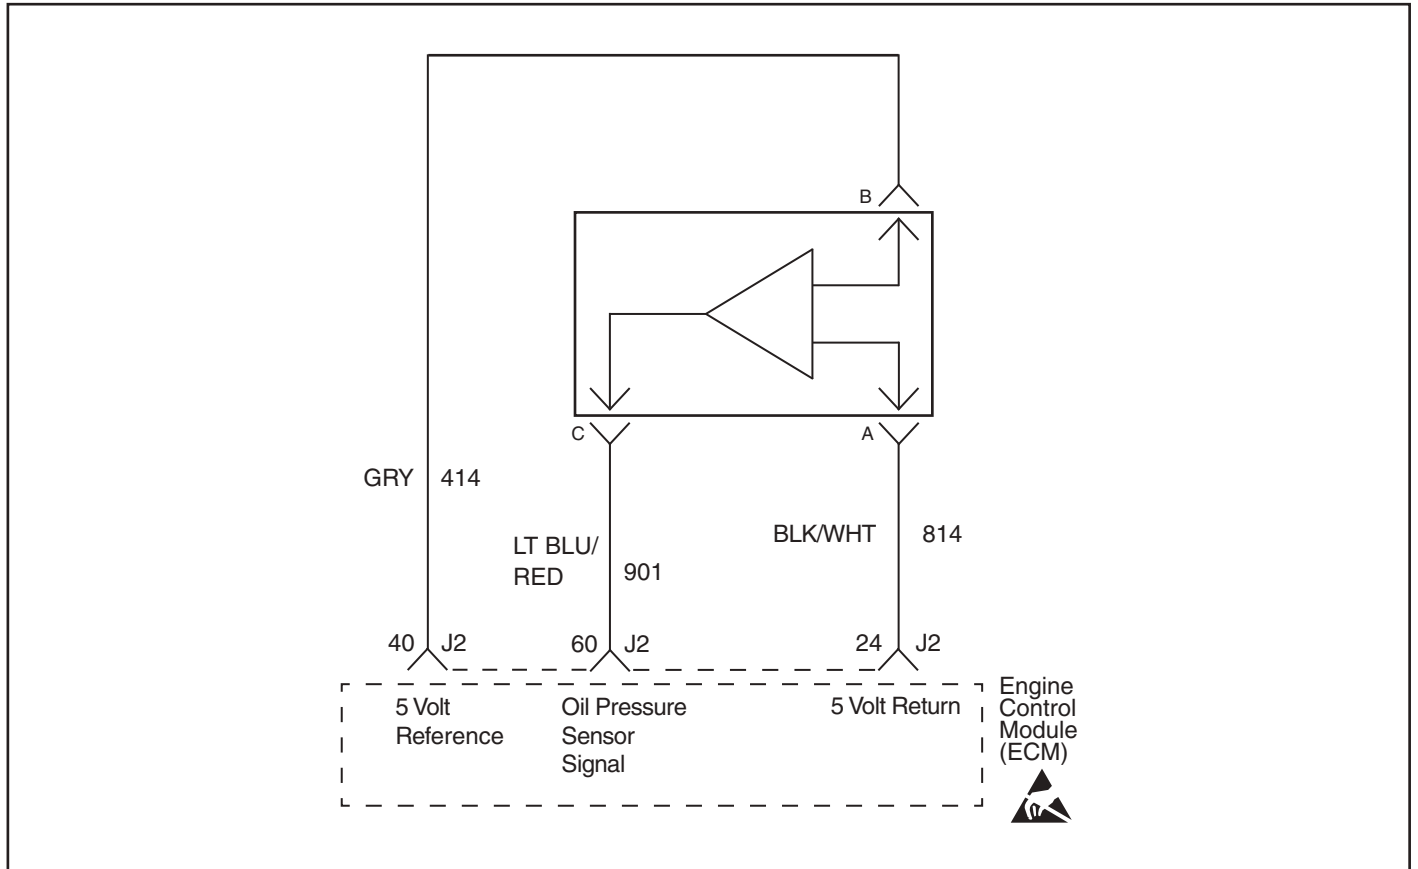 B
C
A
GRY 414
BLK/WHT 814
LT BLU/
RED
901
40 J2
60 J2
24 J2
5 Volt
Reference
Oil Pressure
Sensor
Signal
5 Volt Return
Engine
Control
Module
(ECM)